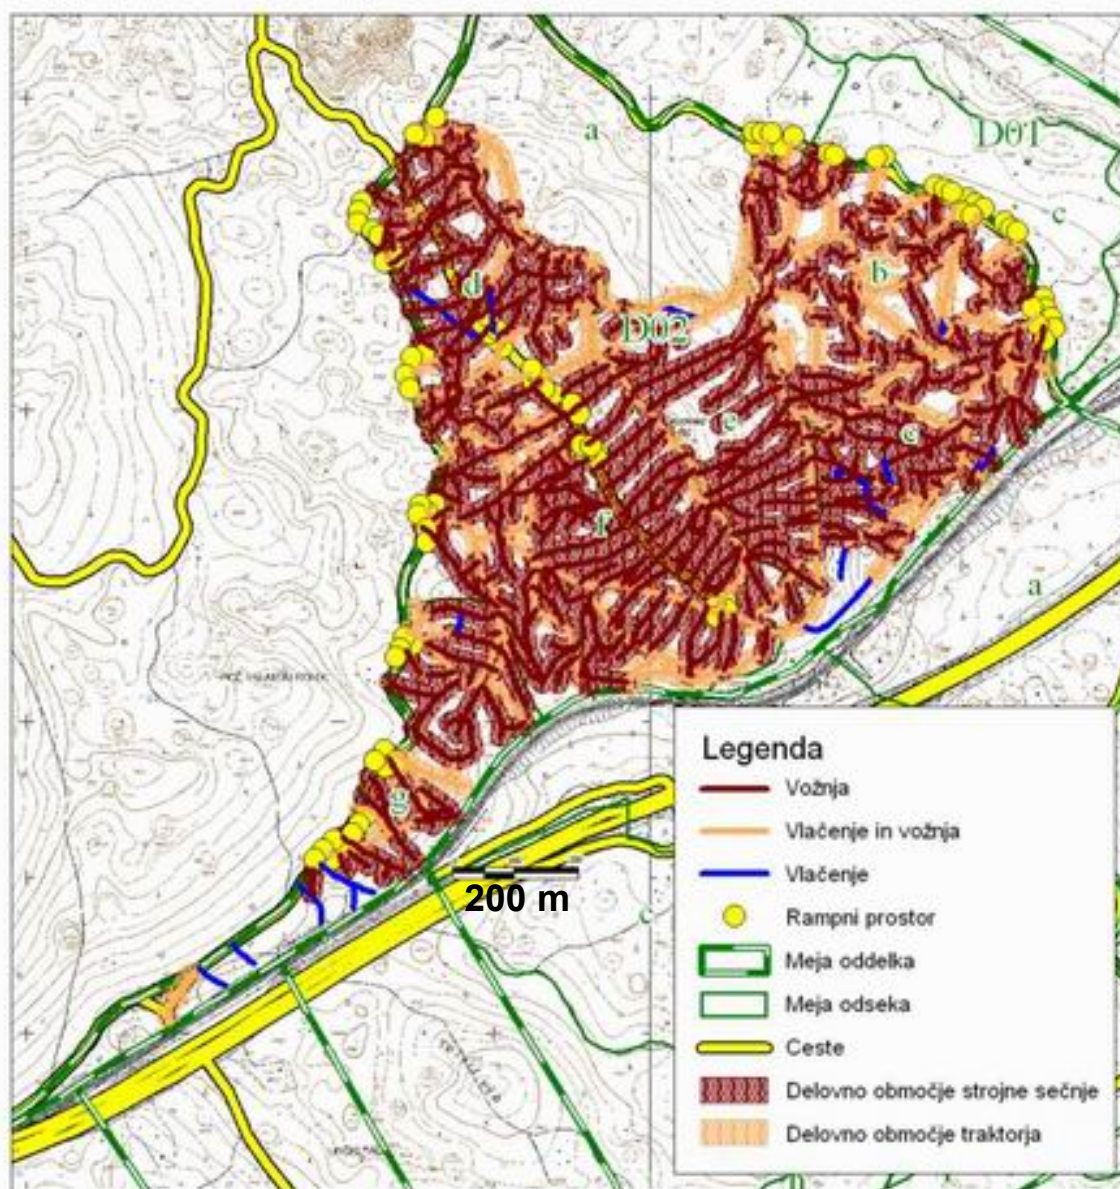 a
D01
c
b
d
D02
e
e
f
a
g
200 m
c
Legenda
Vožnja
Vlačenje in vožnja
Vlačenje
Rampni prostor
Meja oddelka
Meja odseka
Ceste
Delovno območje strojne sečnje
Delovno območje traktorja